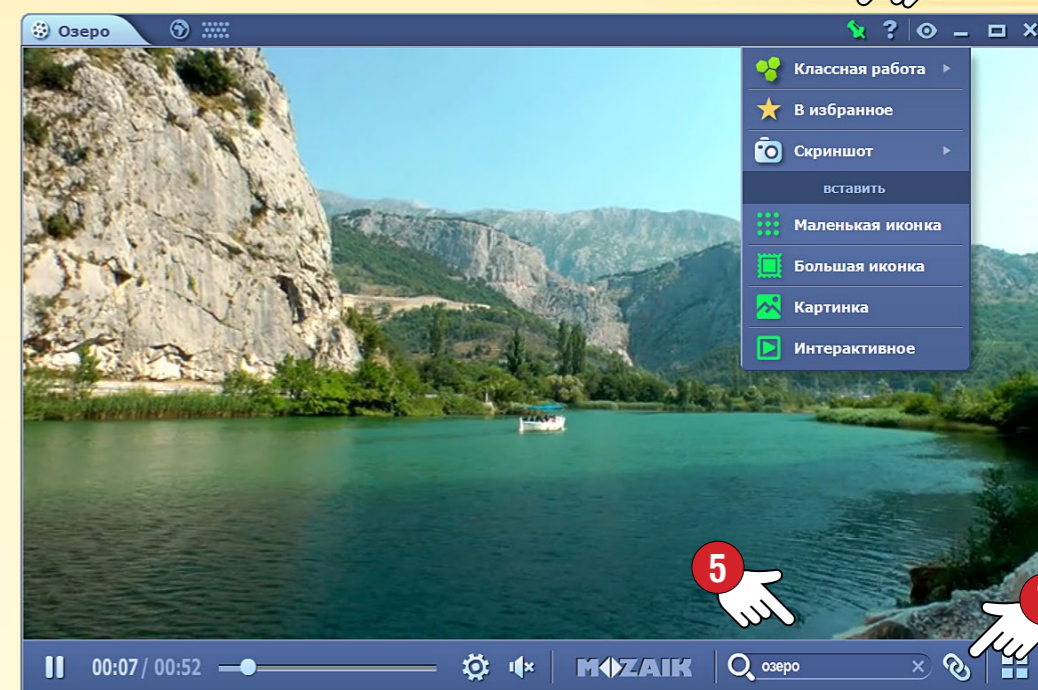 Озеро
?
Классная работа
В избранное
Скриншот
вставить
Маленькая иконка
Большая иконка
Картинка
Интерактивное
5
00:07 / 00:52
MOZAIK
озеро